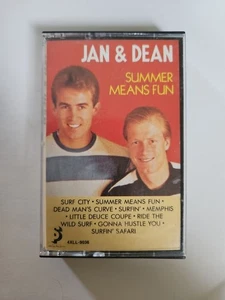 JAN & DEAN
SUMMER
MEANS FUN
SURF CITY • SUMMER MEANS FUN •
DEAD MAN'S CURVE • SURFIN' • MEMPHIS
• LITTLE DEUCE COUPE • RIDE THE
WILD SURF • GONNA HUSTLE YOU •
SURFIN' SAFARI